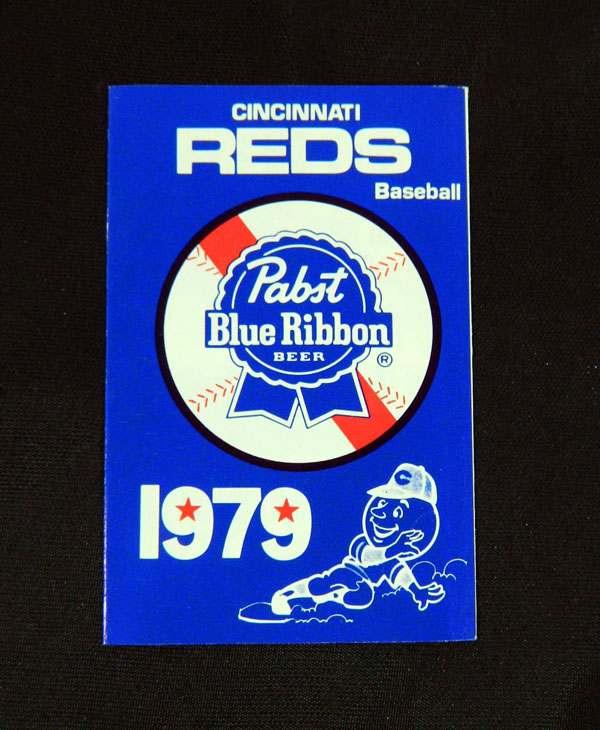 CINCINNATI
REDS
Baseball
Pabst
Blue Ribbon
BEER
®
1979
C